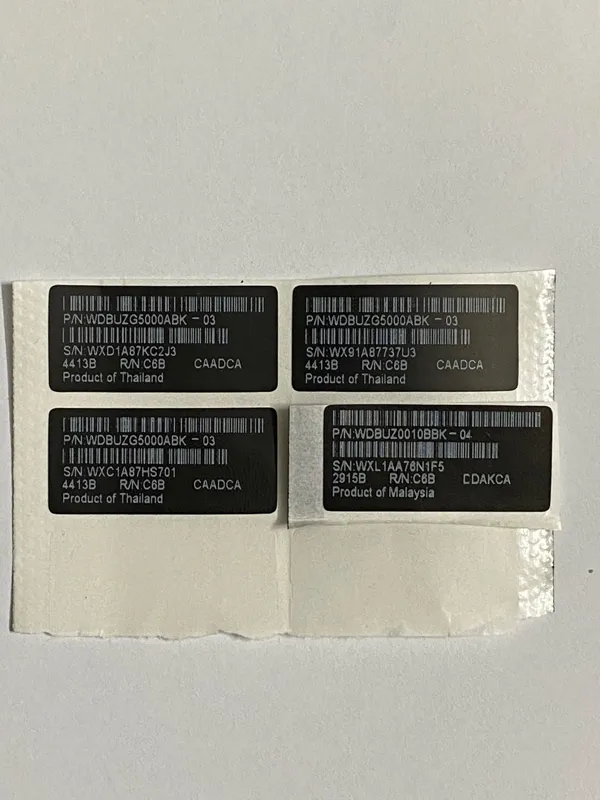 P/N:WDBUZG5000ABK - 03
S/N:WXD1A87KC2J3
4413B R/N:C6B CAADCA
Product of Thailand
P/N:WDBUZG5000ABK - 03
S/N:WX91A87737U3
4413B R/N:C6B CAADCA
Product of Thailand
P/N:WDBUZG5000ABK - 03
S/N:WXC1A87HS701
4413B R/N:C6B CAADCA
Product of Thailand
P/N:WDBUZ0010BBK - 04
S/N:WXL1AA76N1F5
2915B R/N:C6B DDAKCA
Product of Malaysia